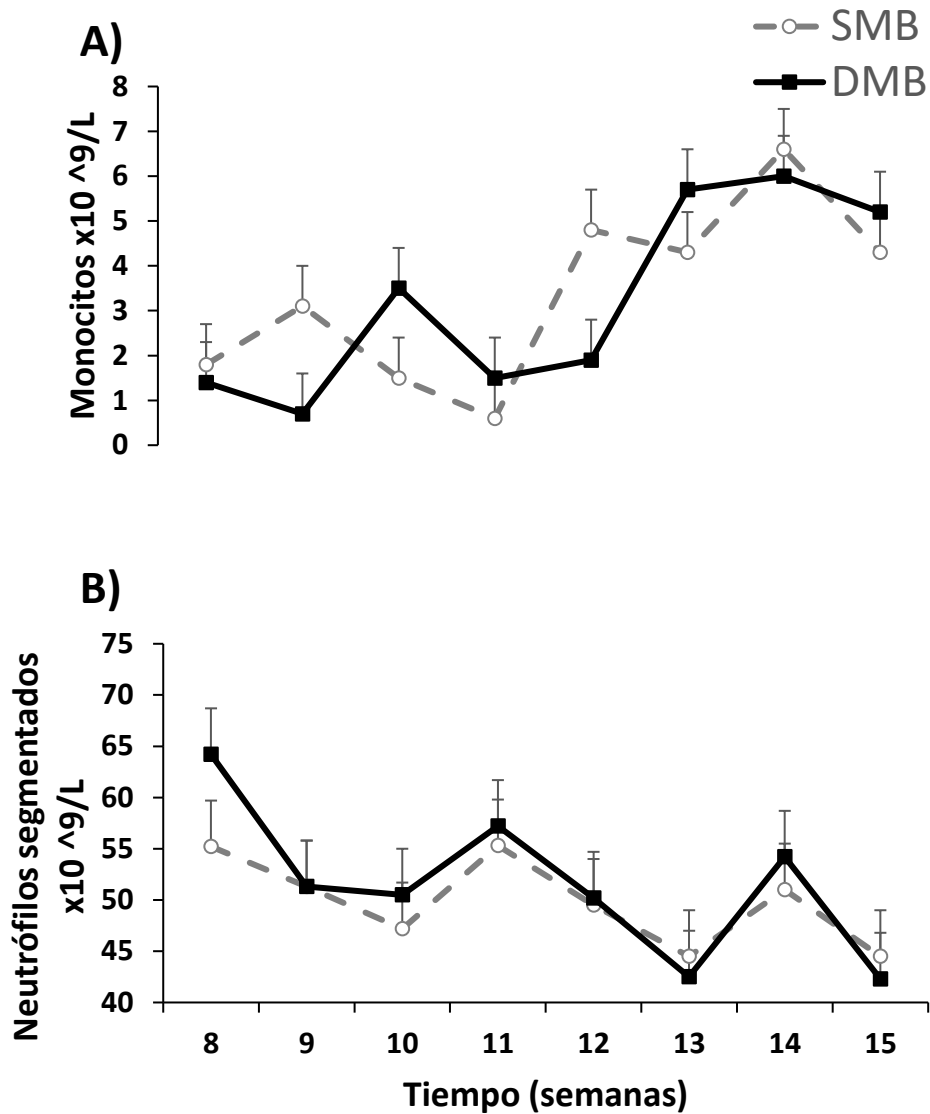 A)
SMB
DMB
Monocitos x10 ^9/L
8
7
6
5
4
3
2
1
0
B)
Neutrófilos segmentados
x10 ^9/L
75
70
65
60
55
50
45
40
8 9 10 11 12 13 14 15
Tiempo (semanas)